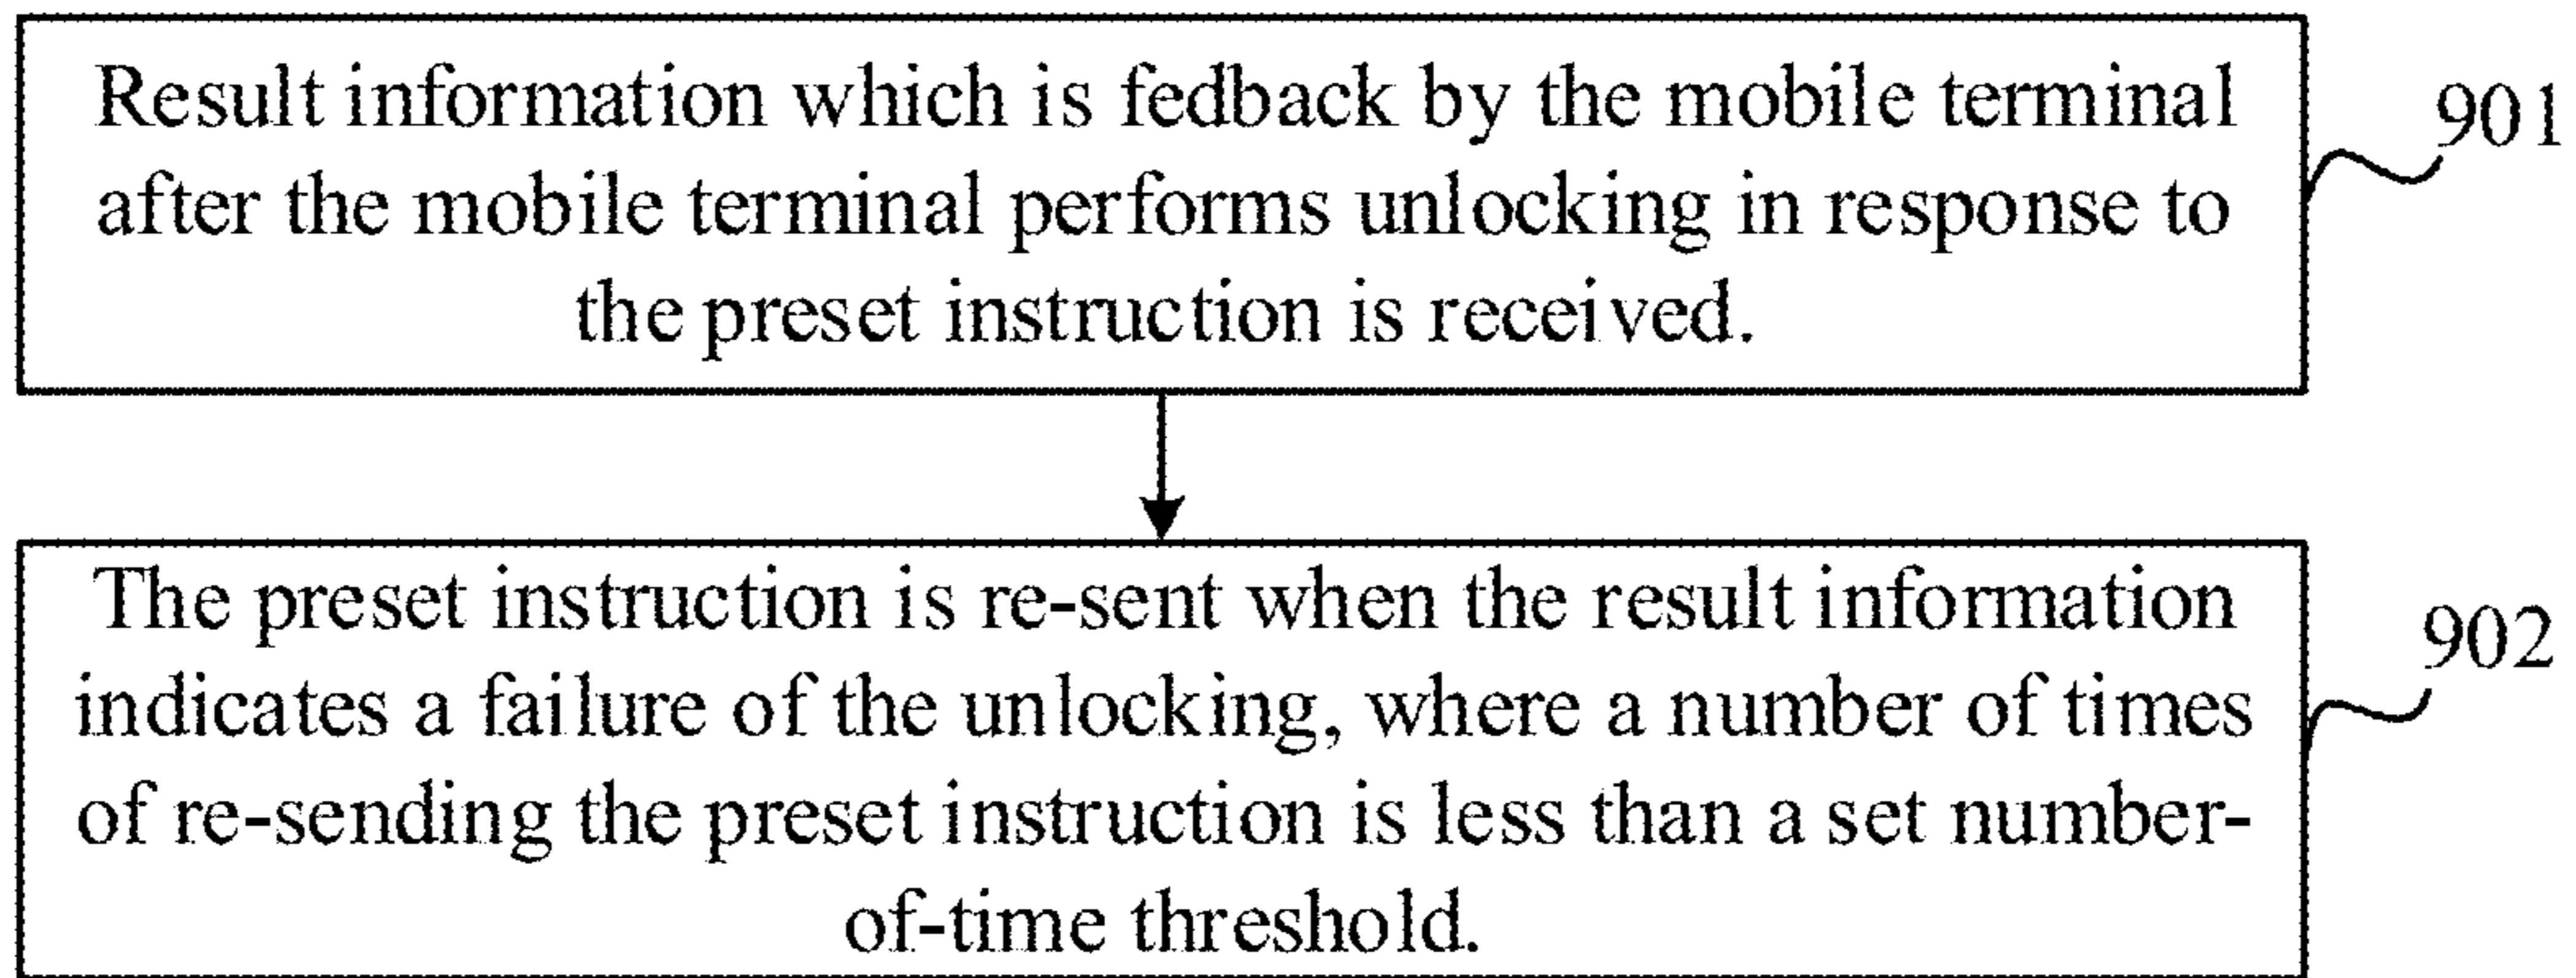 Result information which is fedback by the mobile terminal
after the mobile terminal performs unlocking in response to
the preset instruction is received.
901
The preset instruction is re-sent when the result information
indicates a failure of the unlocking, where a number of times
of re-sending the preset instruction is less than a set number-
of-time threshold.
902